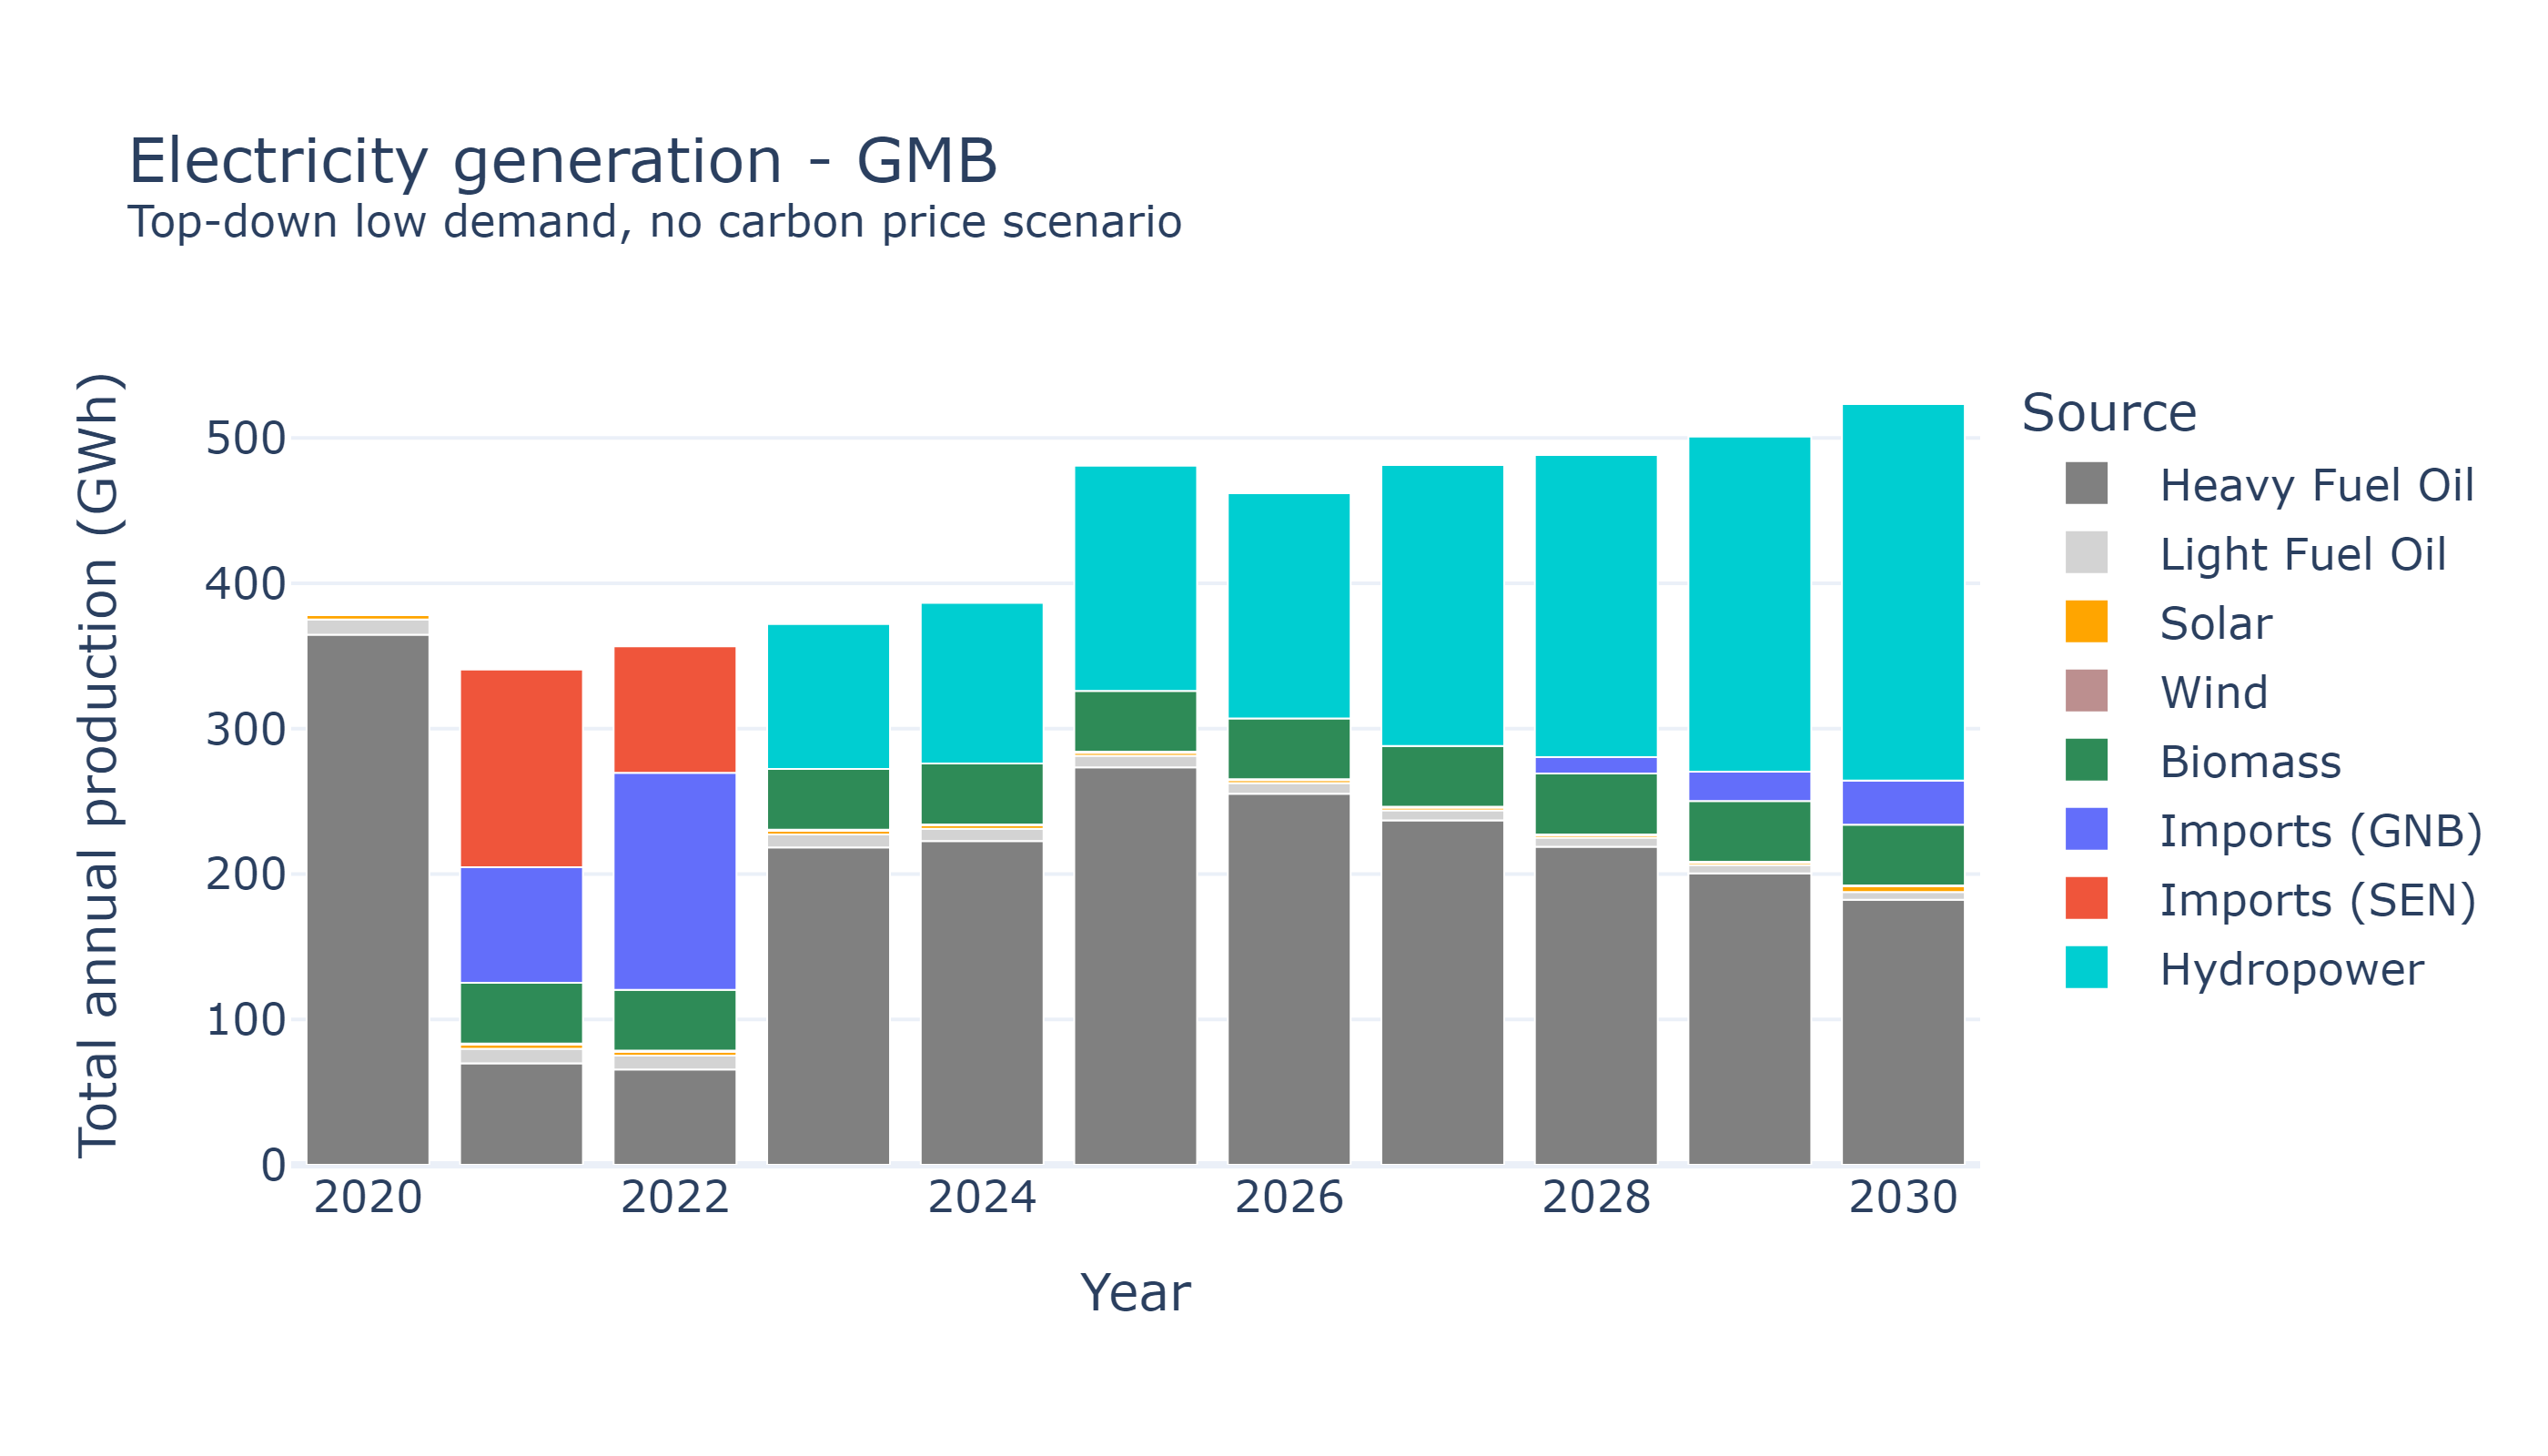 Electricity generation - GMB
Top-down low demand, no carbon price scenario
Total annual production (GWh)
500
400
300
200
100
0
2020
2022
2024
2026
2028
2030
Year
Source
Heavy Fuel Oil
Light Fuel Oil
Solar
Wind
Biomass
Imports (GNB)
Imports (SEN)
Hydropower